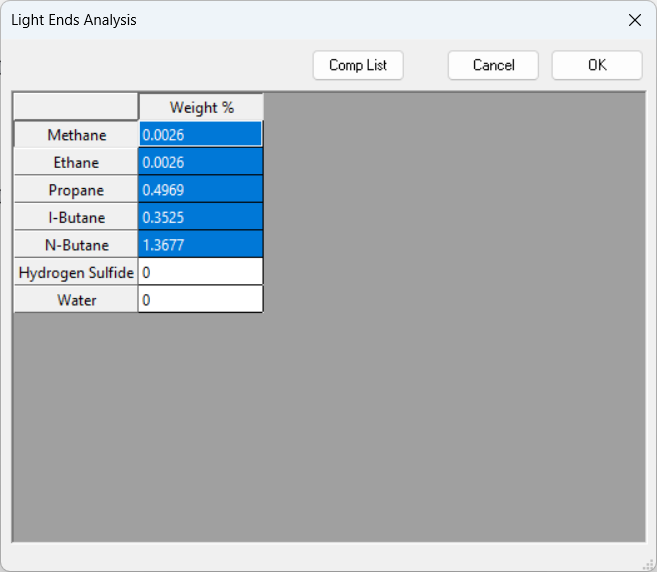 Light Ends Analysis
Comp List Cancel OK
Weight %
Methane 0.0026
Ethane 0.0026
Propane 0.4969
I-Butane 0.3525
N-Butane 1.3677
Hydrogen Sulfide 0
Water 0